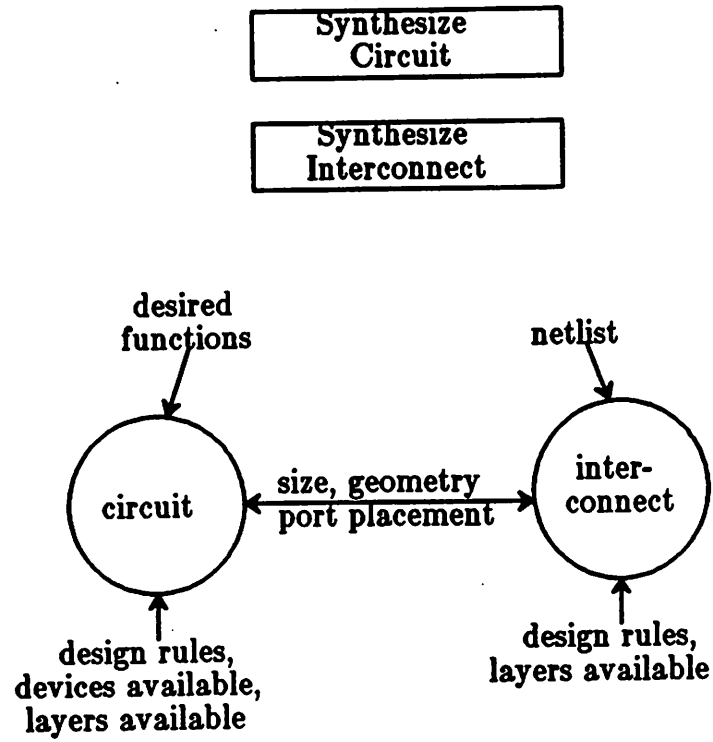 Synthesize
Circuit
Synthesize
Interconnect
desired
functions
netlist
circuit
size, geometry
port placement
inter-
connect
design rules,
devices available,
layers available
design rules,
layers available